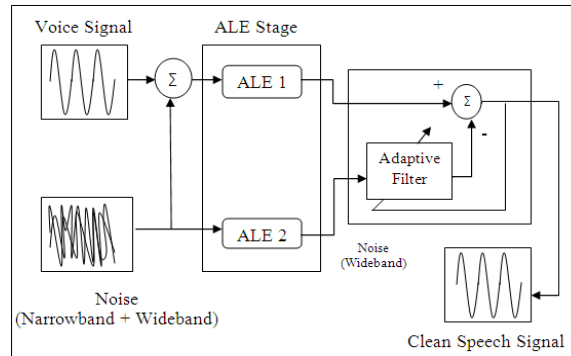 Voice Signal
ALE Stage
Σ
ALE 1
+
Σ
-
Adaptive
Filter
ALE 2
Noise
(Wideband)
Noise
(Narrowband + Wideband)
Clean Speech Signal